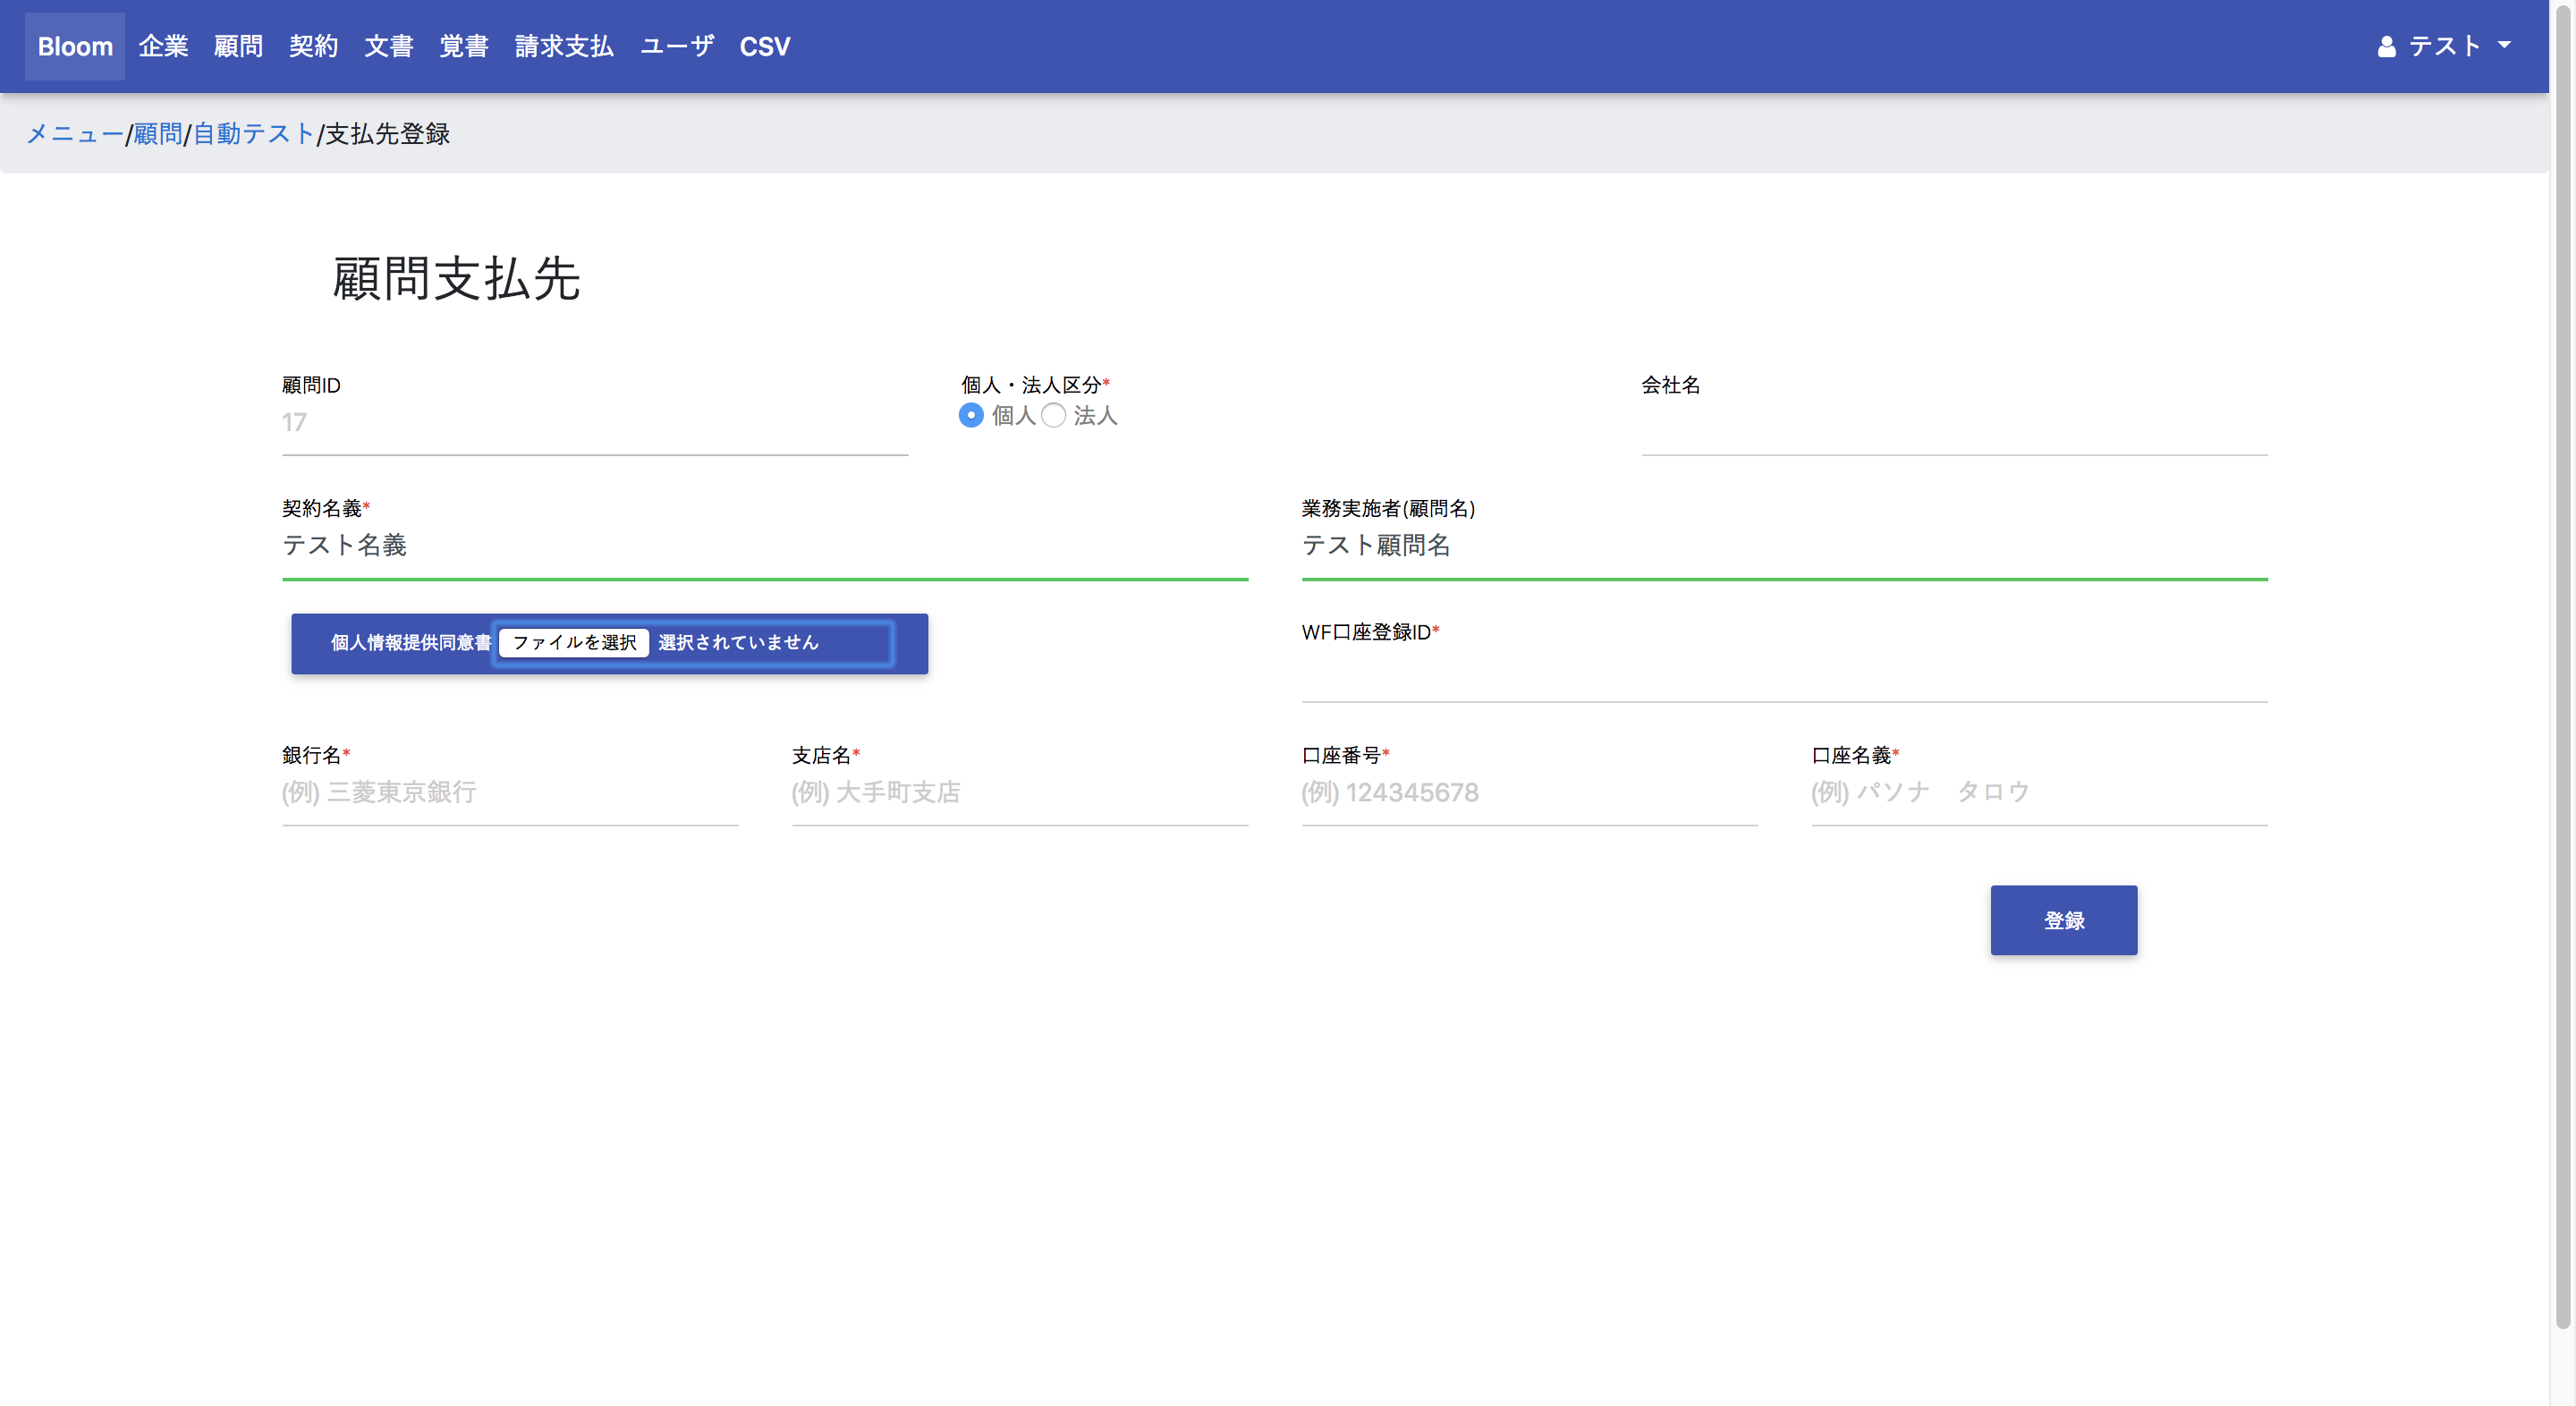 Bloom 企業 顧問 契約 文書 覚書 請求支払 ユーザ CSV テスト
メニュー/顧問/自動テスト/支払先登録
顧問支払先
顧問ID 個人・法人区分* 会社名
17 個人 法人
契約名義* 業務実施者(顧問名)
テスト名義 テスト顧問名
個人情報提供同意書 ファイルを選択 選択されていません WF口座登録ID*
銀行名* 支店名* 口座番号* 口座名義*
(例) 三菱東京銀行 (例) 大手町支店 (例) 124345678 (例) パソナ　タロウ
登録